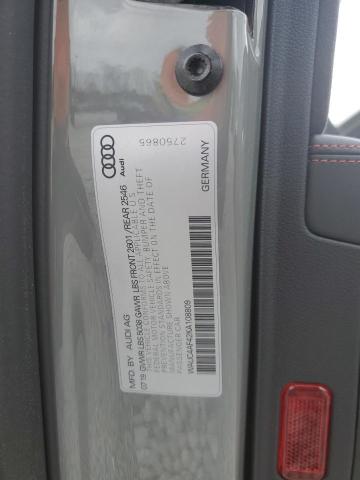 MFD. BY AUDI AG
07/19 GVWR LBS 5038 GAWR LBS FRONT 2601 / REAR 2546
THIS VEHICLE CONFORMS TO ALL APPLICABLE U.S.
FEDERAL MOTOR VEHICLE SAFETY, BUMPER AND THEFT
PREVENTION STANDARDS IN EFFECT ON THE DATE OF
MANUFACTURE SHOWN ABOVE.
PASSENGER CAR
WAUC4AF42KA108809
GERMANY
Audi
2750865